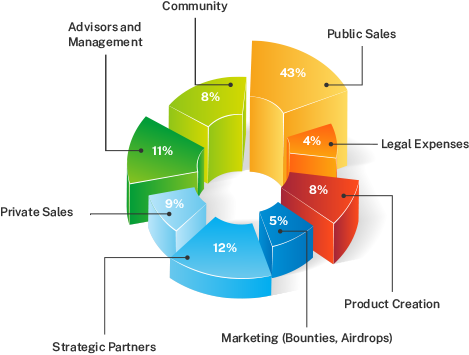 Community
Advisors and
Management
Public Sales
43%
8%
4%
Legal Expenses
11%
8%
9%
Private Sales
5%
12%
Product Creation
Marketing (Bounties, Airdrops)
Strategic Partners